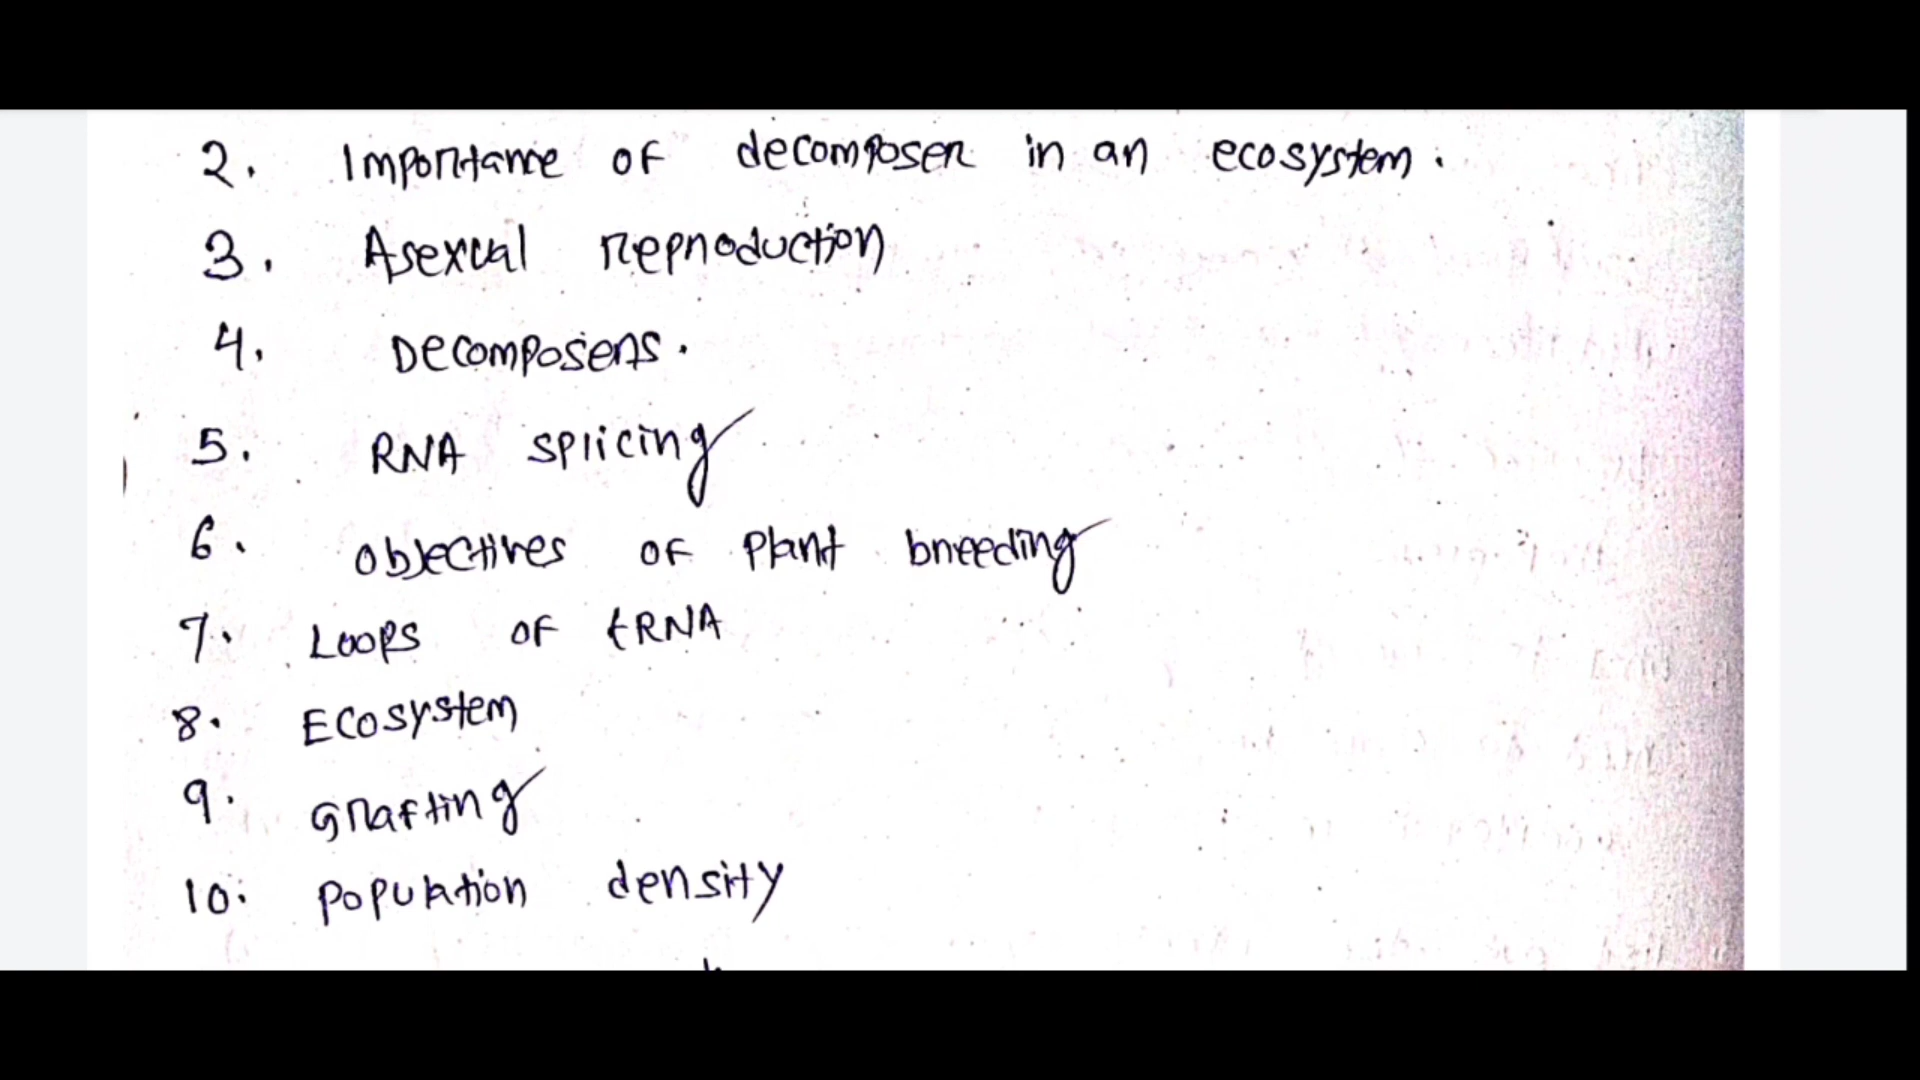 2. Importance of decomposer in an ecosystem.
3. Asexual reproduction
4. Decomposers.
5. RNA splicing
6. Objectives of plant breeding
7. Loops of tRNA
8. Ecosystem
9. Grafting
10. Population density